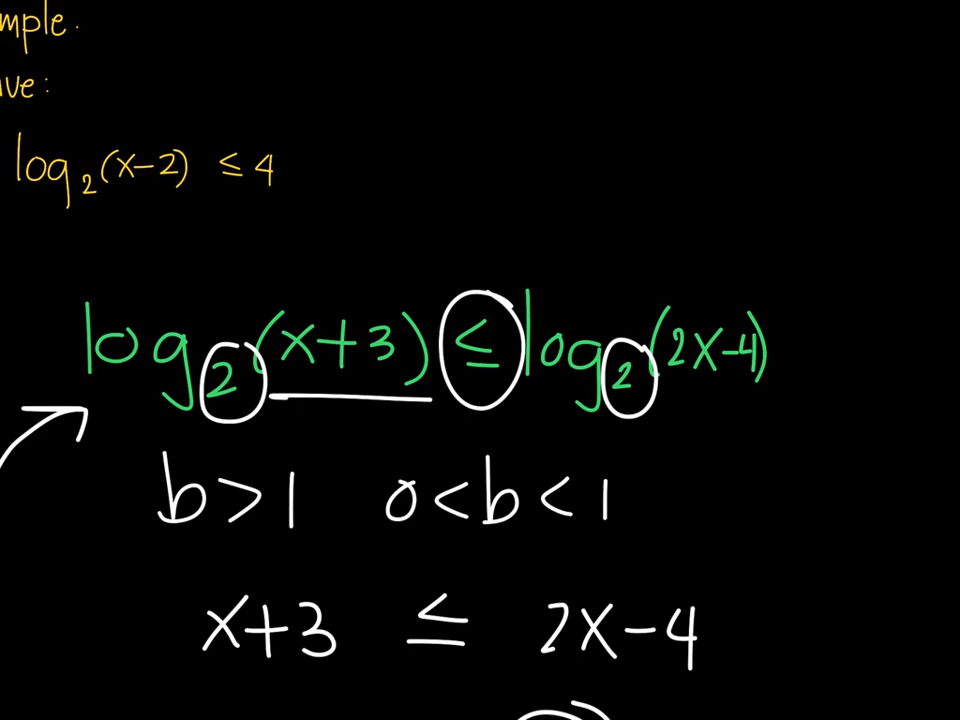 mple.
ve:
log₂(x-2) ≤ 4
log₂(x+3) ≤ log₂(2x-4)
b>1 0<b<1
x+3 ≤ 2x-4